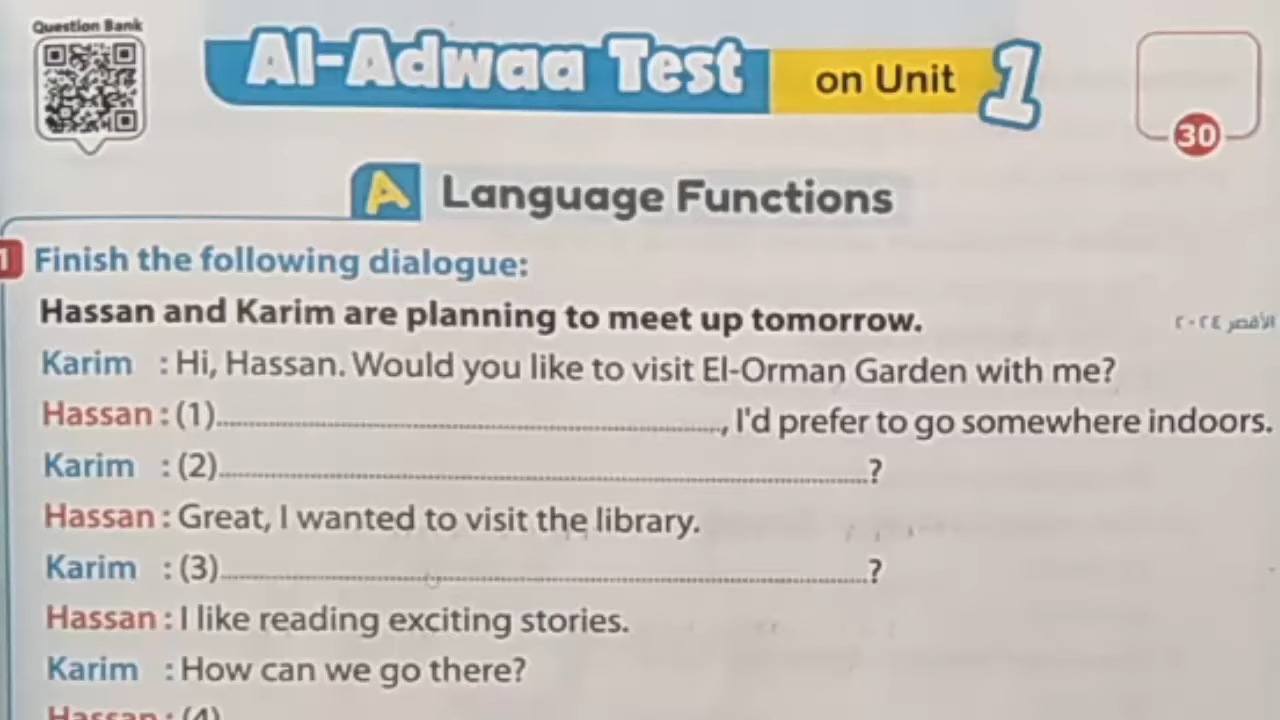 Question Bank
Al-Adwaa Test on Unit 1
30
A Language Functions
1 Finish the following dialogue:
Hassan and Karim are planning to meet up tomorrow. الأقصر ٢٠٢٤
Karim : Hi, Hassan. Would you like to visit El-Orman Garden with me?
Hassan : (1)........................................, I'd prefer to go somewhere indoors.
Karim : (2)........................................?
Hassan : Great, I wanted to visit the library.
Karim : (3)........................................?
Hassan : I like reading exciting stories.
Karim : How can we go there?
Hassan : (4)